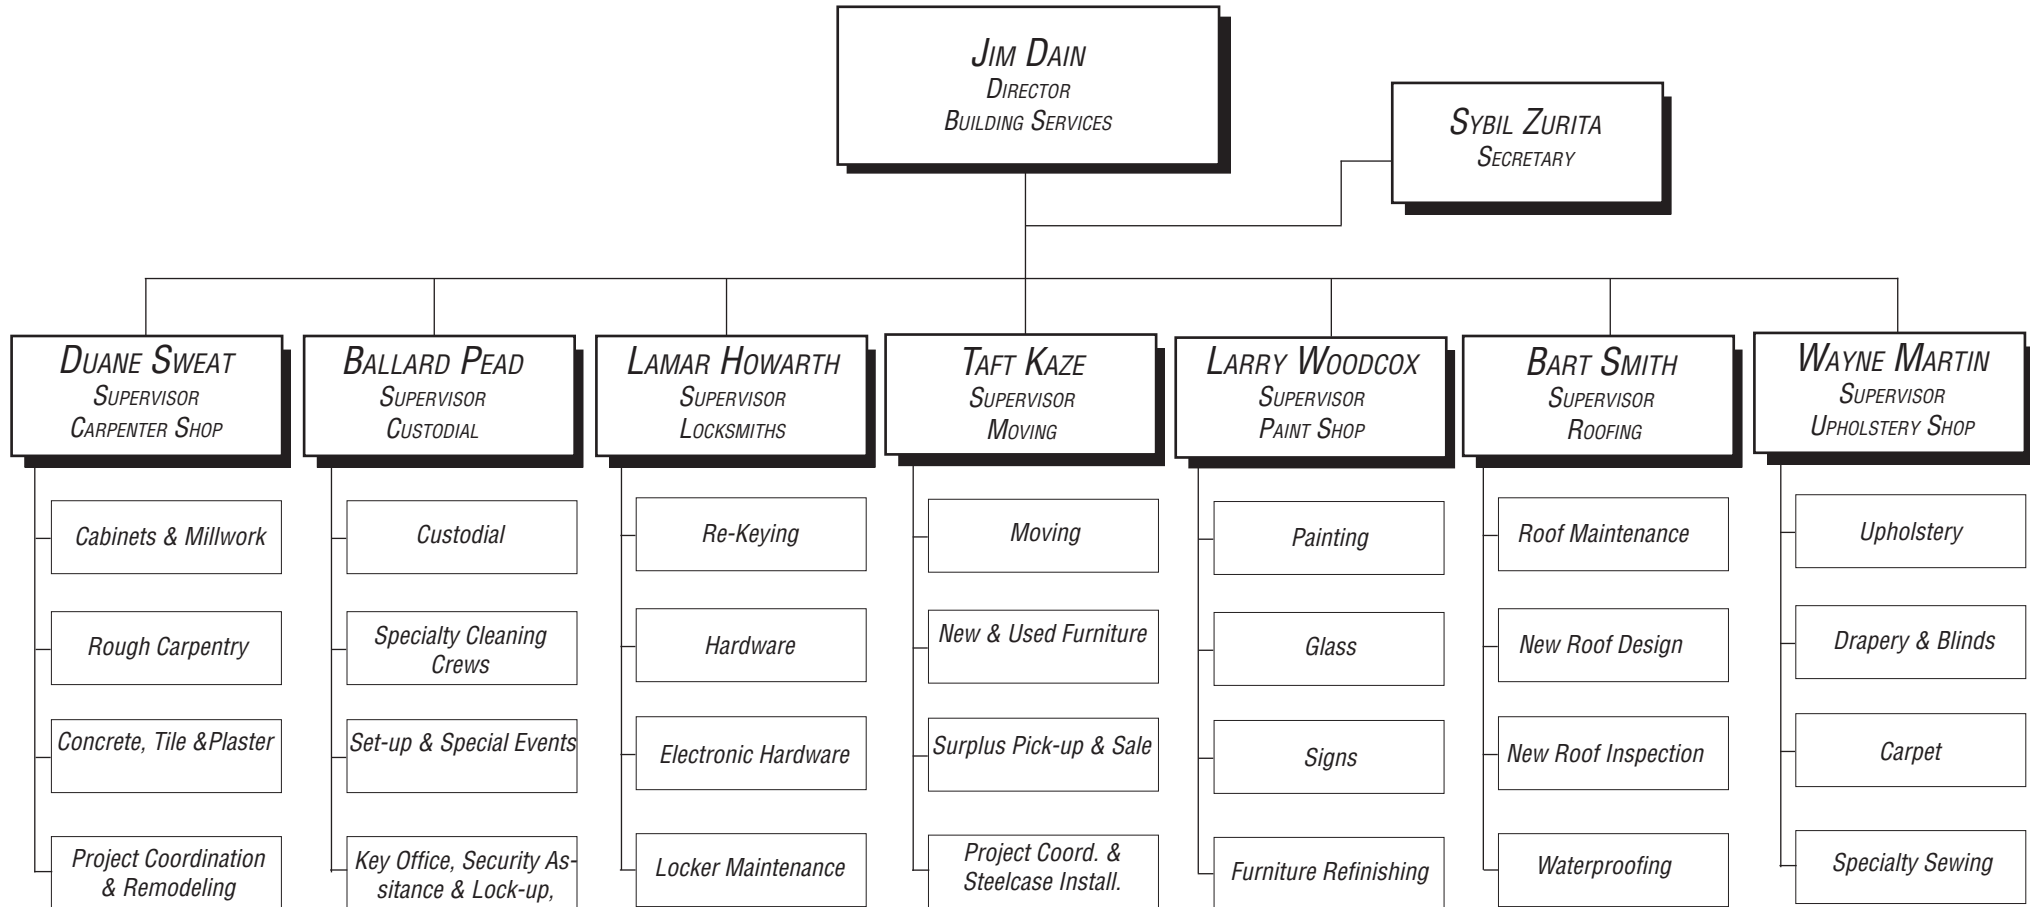 Jim Dain
Director
Building Services
Sybil Zurita
Secretary
Duane Sweat
Supervisor
Carpenter Shop
Cabinets & Millwork
Rough Carpentry
Concrete, Tile &Plaster
Project Coordination
& Remodeling
Ballard Pead
Supervisor
Custodial
Custodial
Specialty Cleaning
Crews
Set-up & Special Events
Key Office, Security As-
sitance & Lock-up,
Lamar Howarth
Supervisor
Locksmiths
Re-Keying
Hardware
Electronic Hardware
Locker Maintenance
Taft Kaze
Supervisor
Moving
Moving
New & Used Furniture
Surplus Pick-up & Sale
Project Coord. &
Steelcase Install.
Larry Woodcox
Supervisor
Paint Shop
Painting
Glass
Signs
Furniture Refinishing
Bart Smith
Supervisor
Roofing
Roof Maintenance
New Roof Design
New Roof Inspection
Waterproofing
Wayne Martin
Supervisor
Upholstery Shop
Upholstery
Drapery & Blinds
Carpet
Specialty Sewing